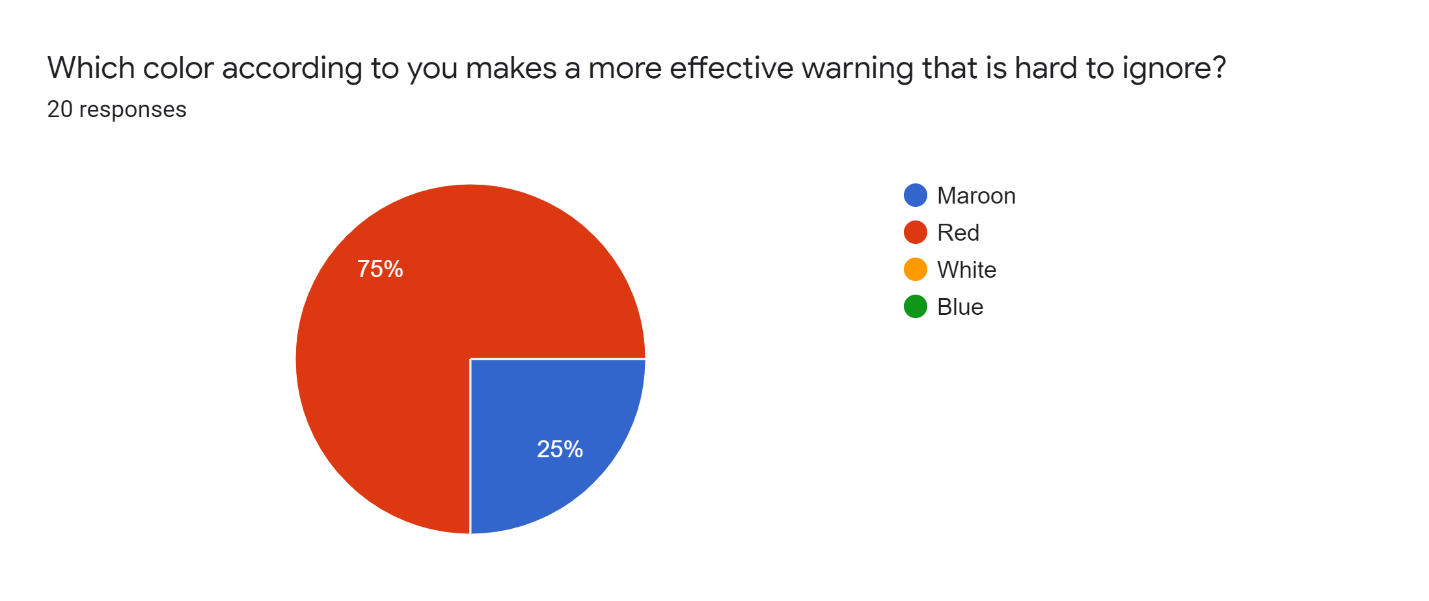 Which color according to you makes a more effective warning that is hard to ignore?
20 responses
75%
25%
Maroon
Red
White
Blue